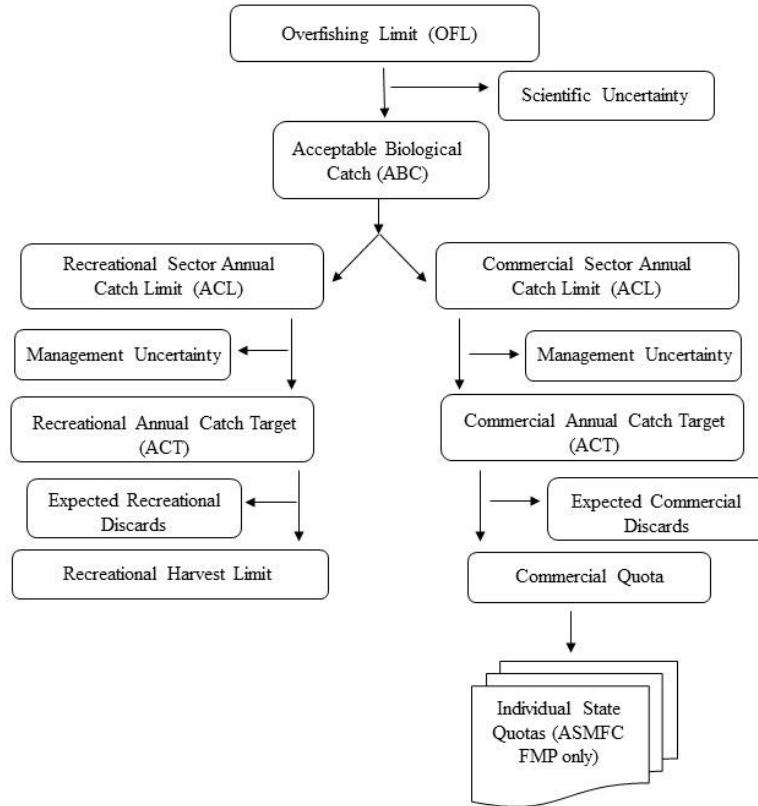 Overfishing Limit (OFL)
Scientific Uncertainty
Acceptable Biological
Catch (ABC)
Recreational Sector Annual
Catch Limit (ACL)
Commercial Sector Annual
Catch Limit (ACL)
Management Uncertainty
Management Uncertainty
Recreational Annual Catch Target
(ACT)
Commercial Annual Catch Target
(ACT)
Expected Recreational
Discards
Expected Commercial
Discards
Recreational Harvest Limit
Commercial Quota
Individual State
Quotas (ASMFC
FMP only)